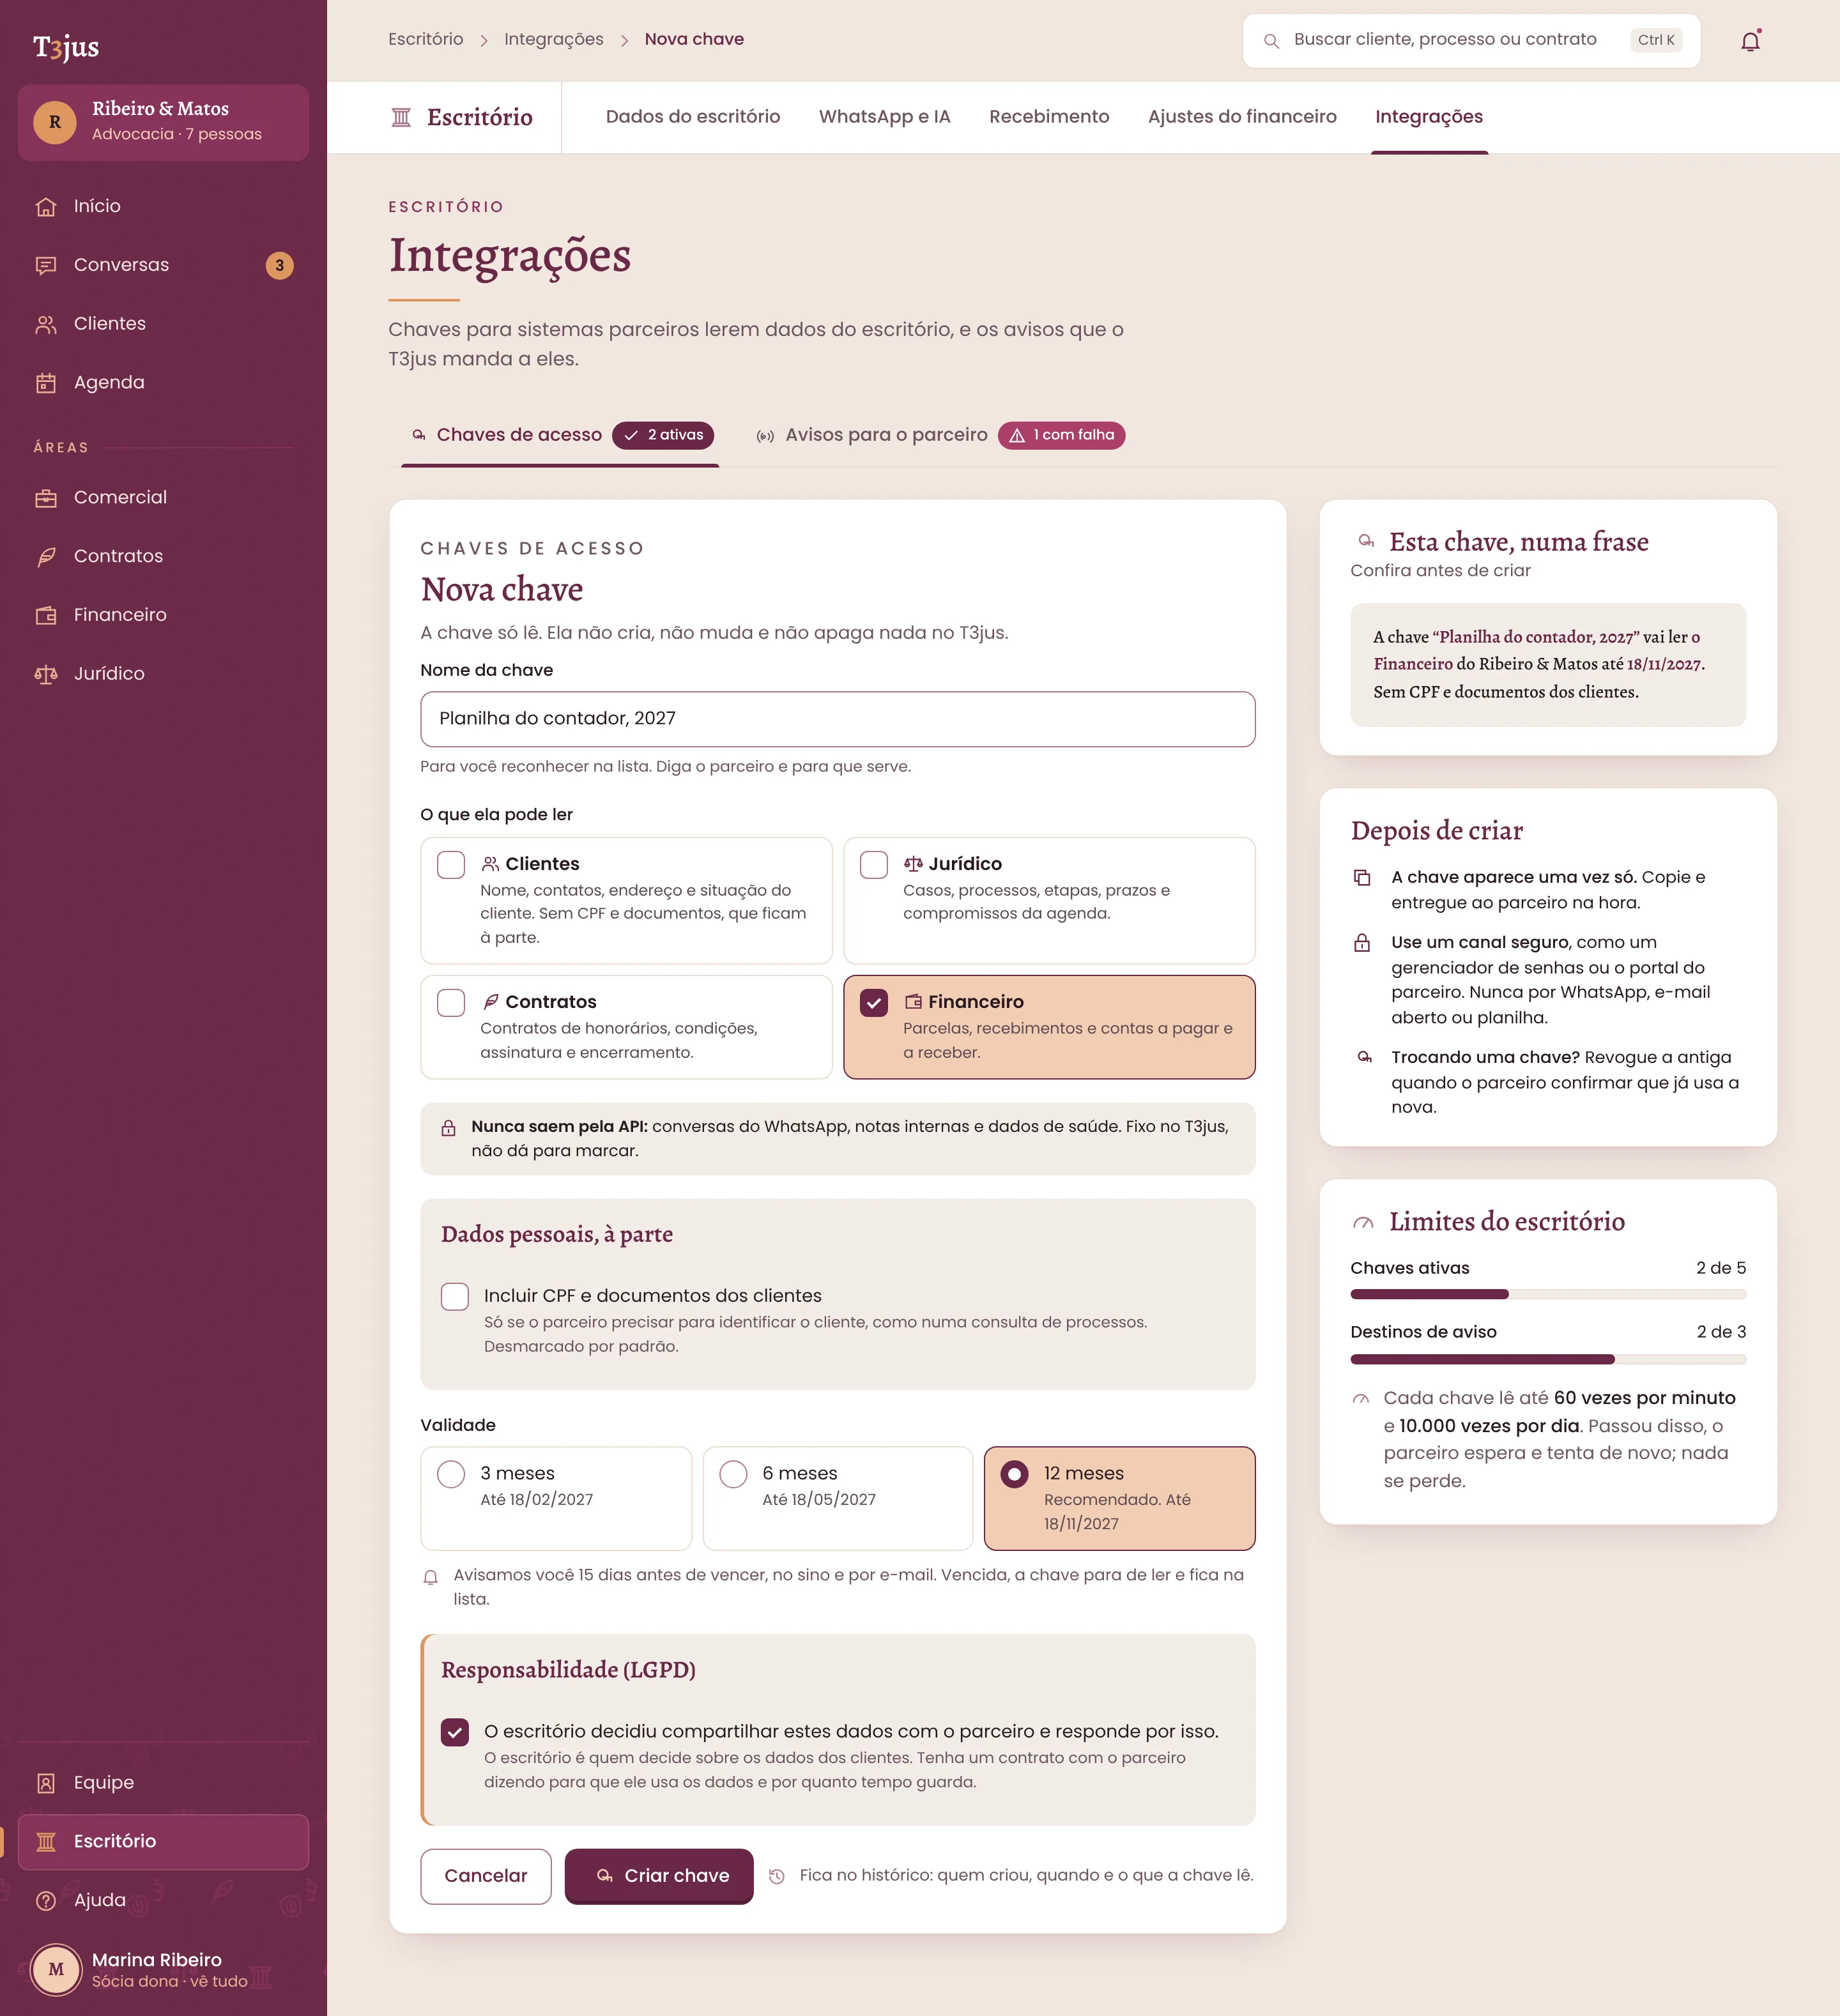 T3jus
R
Ribeiro & Matos
Advocacia · 7 pessoas
Início
Conversas
3
Clientes
Agenda
ÁREAS
Comercial
Contratos
Financeiro
Jurídico
Equipe
Escritório
Ajuda
M
Marina Ribeiro
Sócia dona · vê tudo
Escritório
Integrações
Nova chave
Buscar cliente, processo ou contrato
Ctrl K
Escritório
Dados do escritório
WhatsApp e IA
Recebimento
Ajustes do financeiro
Integrações
ESCRITÓRIO
Integrações
Chaves para sistemas parceiros lerem dados do escritório, e os avisos que o
T3jus manda a eles.
Chaves de acesso
2 ativas
Avisos para o parceiro
1 com falha
CHAVES DE ACESSO
Nova chave
A chave só lê. Ela não cria, não muda e não apaga nada no T3jus.
Nome da chave
Planilha do contador, 2027
Para você reconhecer na lista. Diga o parceiro e para que serve.
O que ela pode ler
Clientes
Nome, contatos, endereço e situação do
cliente. Sem CPF e documentos, que ficam
à parte.
Jurídico
Casos, processos, etapas, prazos e
compromissos da agenda.
Contratos
Contratos de honorários, condições,
assinatura e encerramento.
Financeiro
Parcelas, recebimentos e contas a pagar e
a receber.
Nunca saem pela API: conversas do WhatsApp, notas internas e dados de saúde. Fixo no T3jus,
não dá para marcar.
Dados pessoais, à parte
Incluir CPF e documentos dos clientes
Só se o parceiro precisar para identificar o cliente, como numa consulta de processos.
Desmarcado por padrão.
Validade
3 meses
Até 18/02/2027
6 meses
Até 18/05/2027
12 meses
Recomendado. Até
18/11/2027
Avisamos você 15 dias antes de vencer, no sino e por e-mail. Vencida, a chave para de ler e fica na
lista.
Responsabilidade (LGPD)
O escritório decidiu compartilhar estes dados com o parceiro e responde por isso.
O escritório é quem decide sobre os dados dos clientes. Tenha um contrato com o parceiro
dizendo para que ele usa os dados e por quanto tempo guarda.
Cancelar
Criar chave
Fica no histórico: quem criou, quando e o que a chave lê.
Esta chave, numa frase
Confira antes de criar
A chave “Planilha do contador, 2027” vai ler o
Financeiro do Ribeiro & Matos até 18/11/2027.
Sem CPF e documentos dos clientes.
Depois de criar
A chave aparece uma vez só. Copie e
entregue ao parceiro na hora.
Use um canal seguro, como um
gerenciador de senhas ou o portal do
parceiro. Nunca por WhatsApp, e-mail
aberto ou planilha.
Trocando uma chave? Revogue a antiga
quando o parceiro confirmar que já usa a
nova.
Limites do escritório
Chaves ativas
2 de 5
Destinos de aviso
2 de 3
Cada chave lê até 60 vezes por minuto
e 10.000 vezes por dia. Passou disso, o
parceiro espera e tenta de novo; nada
se perde.